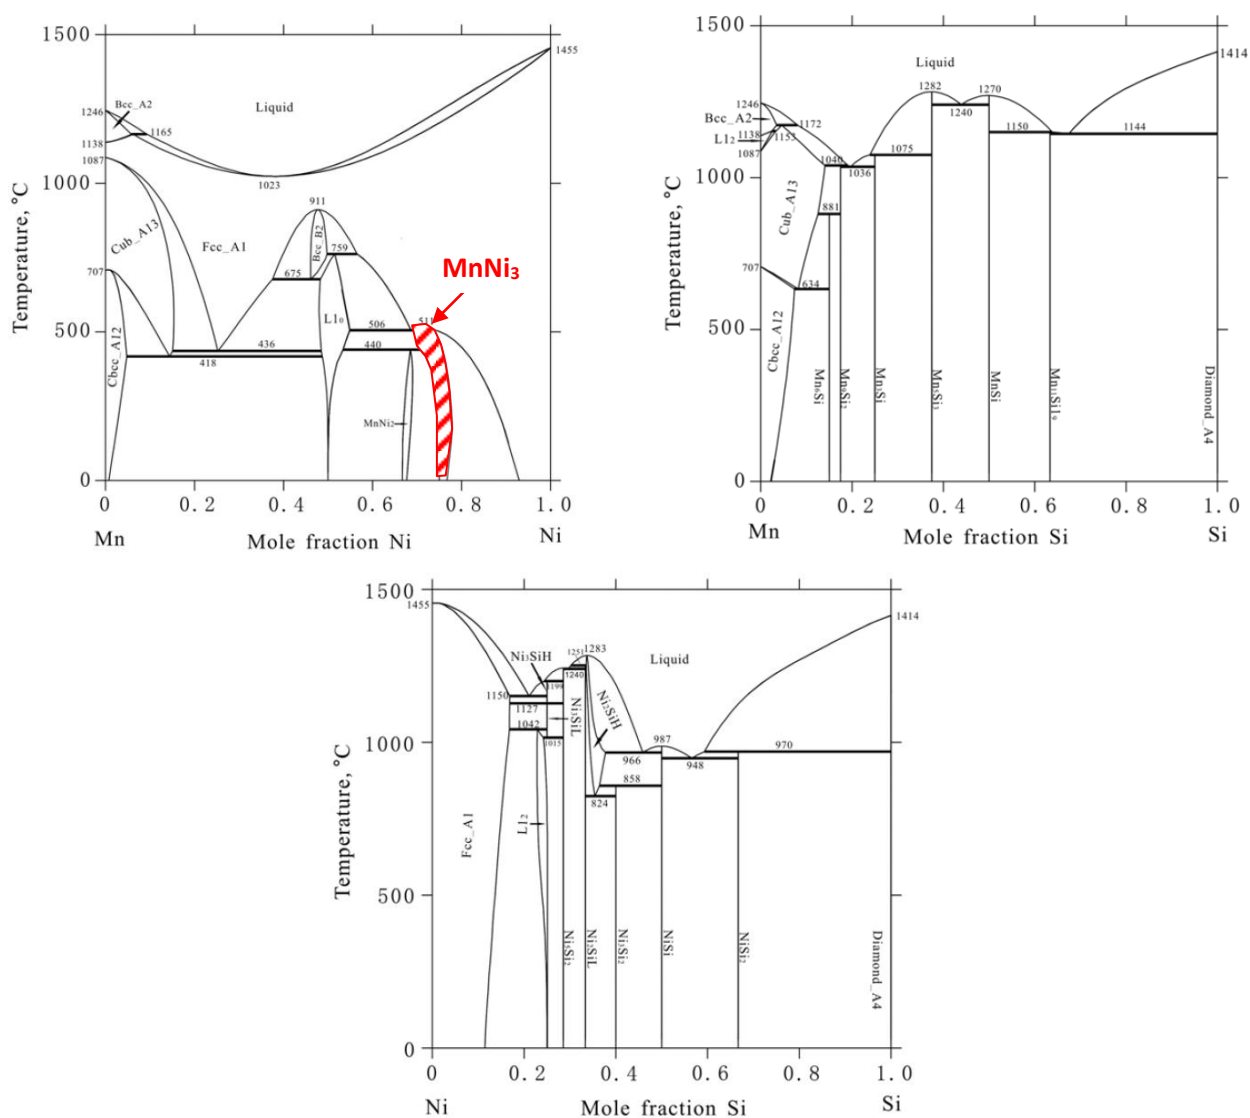 1500
1455
1246
Bcc_A2
Liquid
1165
1138
1087
1000
1023
911
Cub_A13
Fcc_A1
Bcc_B2
759
707
675
MnNi₃
L1₀
506
511
500
436
440
418
Cbcc_A12
MnNi₂
0
0
0.2
0.4
0.6
0.8
1.0
Mn
Mole fraction Ni
Ni
Temperature, °C
1500
1414
Liquid
1282
1270
1246
1240
Bcc_A2
1172
1150
1144
1138
1153
L1₂
1087
1075
1040
1036
1000
Cub_A13
881
707
634
500
Cbcc_A12
Mn₆Si
Mn₉Si₂
Mn₃Si
Mn₅Si₃
MnSi
Mn₁₁Si1₉
Diamond_A4
0
0
0.2
0.4
0.6
0.8
1.0
Mn
Mole fraction Si
Si
Temperature, °C
1500
1455
1414
1251
1283
Ni₃SiH
Liquid
1240
1199
1150
1127
Ni₃SiL
Ni₂SiH
1042
1015
1000
987
970
966
948
858
824
L1₂
Fcc_A1
500
Ni₅Si₂
Ni₂SiL
Ni₃Si₂
NiSi
NiSi₂
Diamond_A4
0
0
0.2
0.4
0.6
0.8
1.0
Ni
Mole fraction Si
Si
Temperature, °C